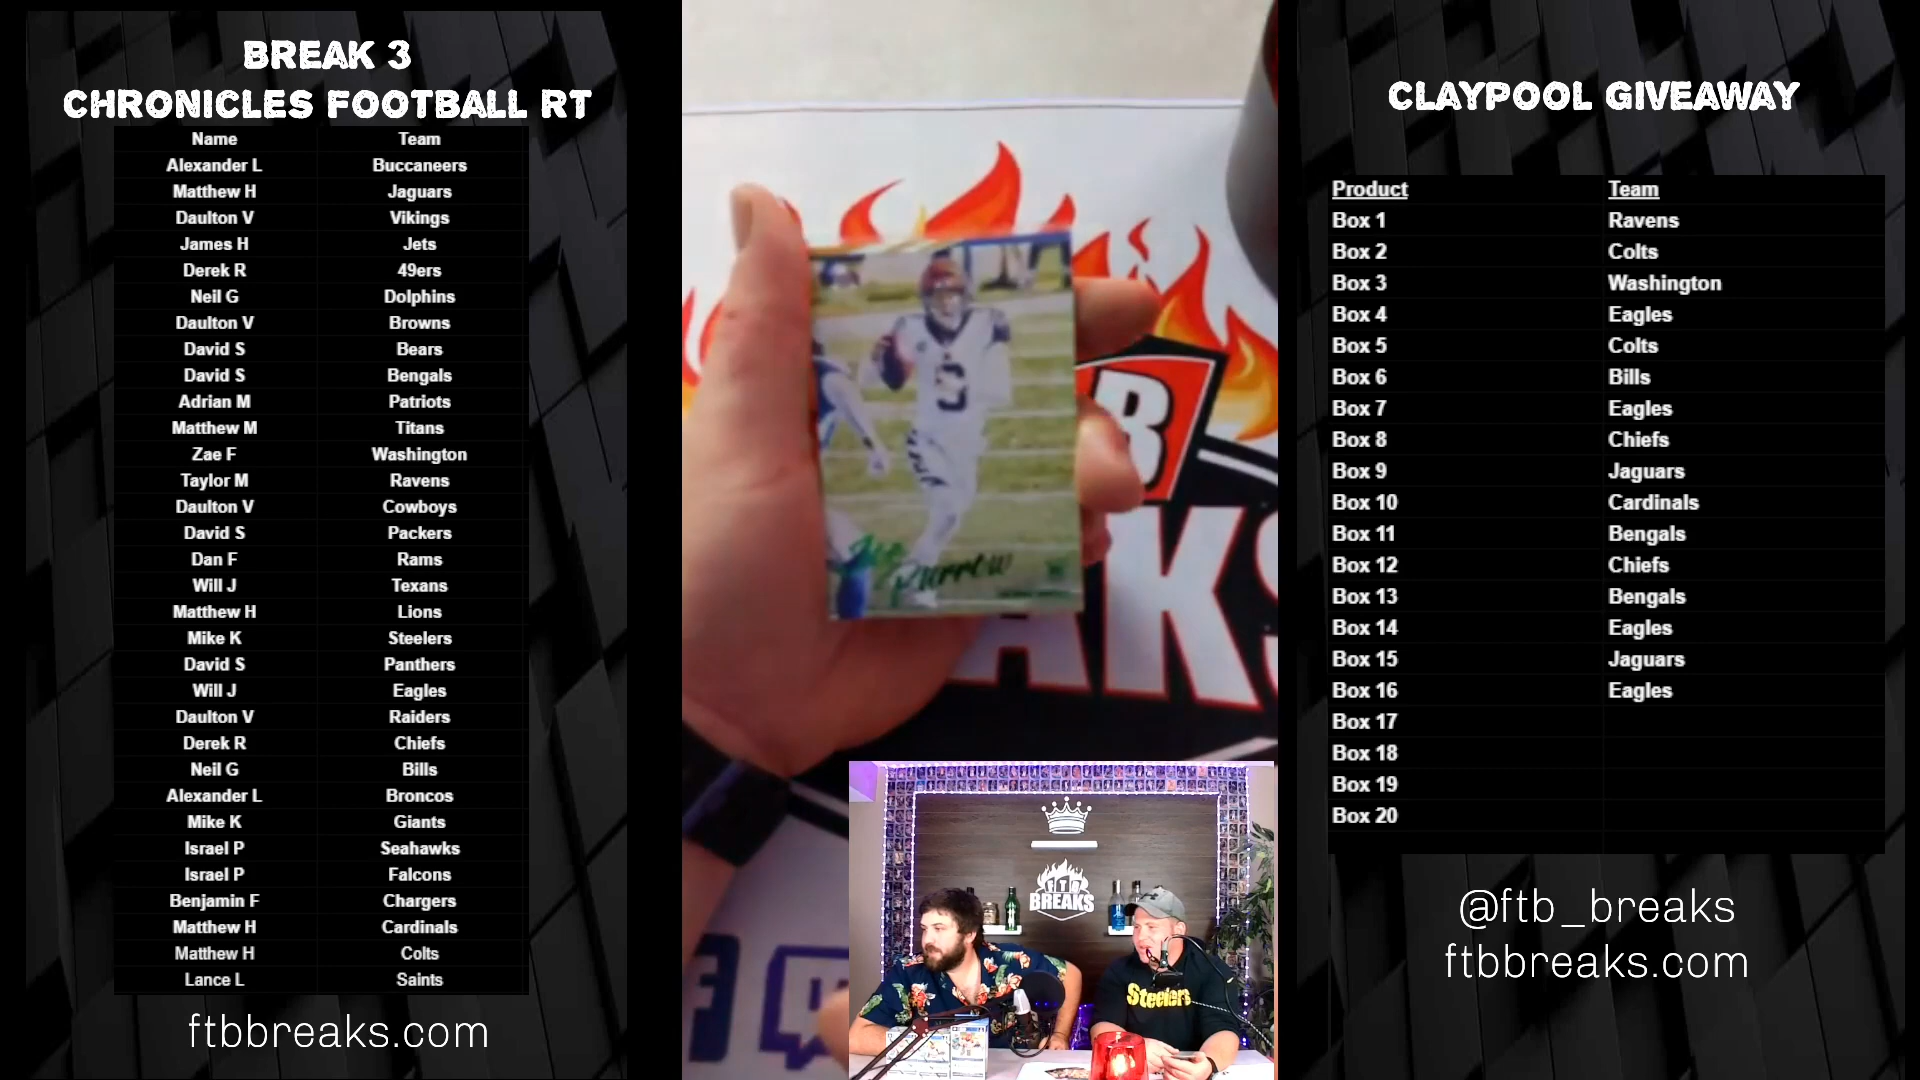 BREAK 3
CHRONICLES FOOTBALL RT
Name Team
Alexander L Buccaneers
Matthew H Jaguars
Daulton V Vikings
James H Jets
Derek R 49ers
Neil G Dolphins
Daulton V Browns
David S Bears
David S Bengals
Adrian M Patriots
Matthew M Titans
Zae F Washington
Taylor M Ravens
Daulton V Cowboys
David S Packers
Dan F Rams
Will J Texans
Matthew H Lions
Mike K Steelers
David S Panthers
Will J Eagles
Daulton V Raiders
Derek R Chiefs
Neil G Bills
Alexander L Broncos
Mike K Giants
Israel P Seahawks
Israel P Falcons
Benjamin F Chargers
Matthew H Cardinals
Matthew H Colts
Lance L Saints
ftbbreaks.com
9
Joe
Burrow
B
AKS
FTB
BREAKS
Steelers
CLAYPOOL GIVEAWAY
Product Team
Box 1 Ravens
Box 2 Colts
Box 3 Washington
Box 4 Eagles
Box 5 Colts
Box 6 Bills
Box 7 Eagles
Box 8 Chiefs
Box 9 Jaguars
Box 10 Cardinals
Box 11 Bengals
Box 12 Chiefs
Box 13 Bengals
Box 14 Eagles
Box 15 Jaguars
Box 16 Eagles
Box 17
Box 18
Box 19
Box 20
@ftb_breaks
ftbbreaks.com